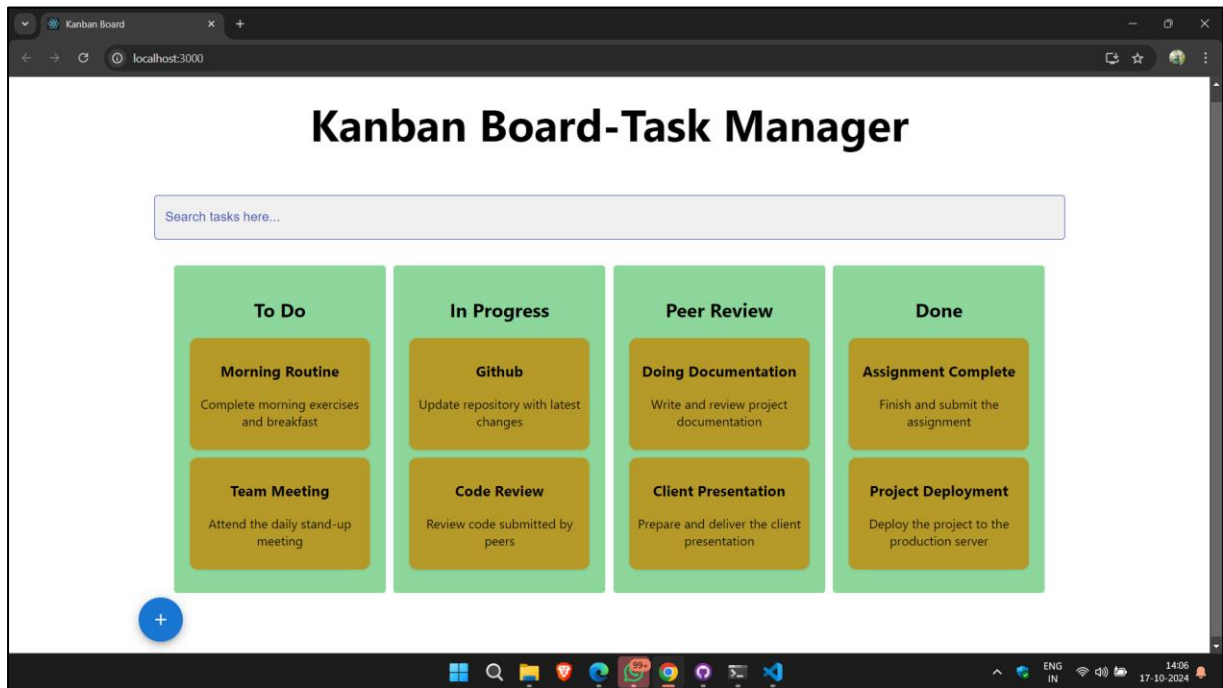 Kanban Board
localhost:3000
Kanban Board-Task Manager
Search tasks here...
To Do
Morning Routine
Complete morning exercises
and breakfast
Team Meeting
Attend the daily stand-up
meeting
In Progress
Github
Update repository with latest
changes
Code Review
Review code submitted by
peers
Peer Review
Doing Documentation
Write and review project
documentation
Client Presentation
Prepare and deliver the client
presentation
Done
Assignment Complete
Finish and submit the
assignment
Project Deployment
Deploy the project to the
production server
+
99+
ENG
IN
14:06
17-10-2024